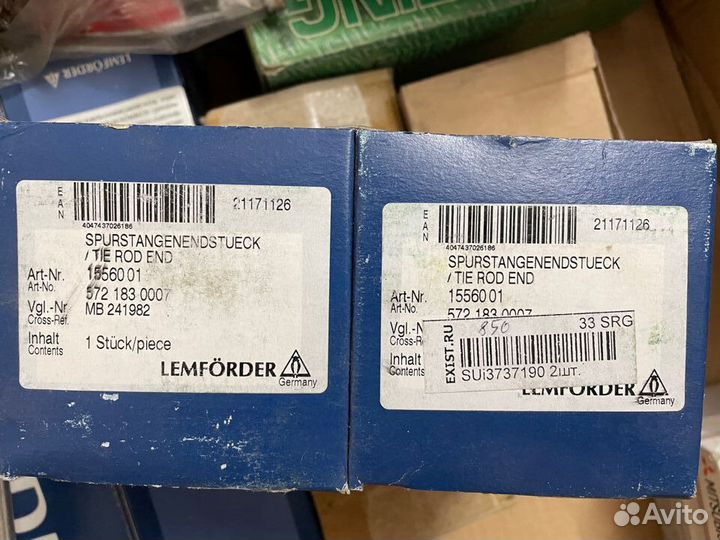 LEMFÖRDER
EAN
4047437026186
21171126
SPURSTANGENENDSTUECK
/ TIE ROD END
Art-Nr. 15560 01
Art-No.
572 183 0007
Vgl.-Nr MB 241982
Cross-Ref.
Inhalt 1 Stück/piece
Contents
LEMFÖRDER
Germany
EAN
4047437026186
21171126
SPURSTANGENENDSTUECK
/ TIE ROD END
Art-Nr. 15560 01
Art-No.
572 183 0007
Vgl.-N
Cross-R
Inhalt
Contents
EXIST.RU
850
33 SRG
SUi3737190 2шт.
LEMFÖRDER
Germany
Avito